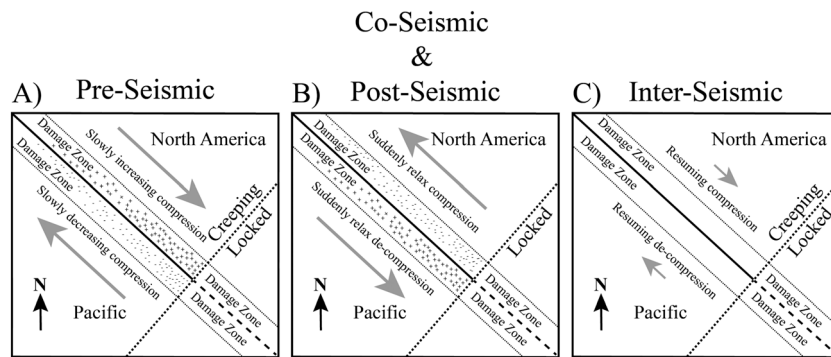 Co-Seismic
&
Pre-Seismic
Post-Seismic
Inter-Seismic
A)
North America
Damage Zone
Slowly increasing compression
Damage Zone
Slowly decreasing compression
Creeping
Locked
Damage Zone
Damage Zone
N
Pacific
B)
North America
Damage Zone
Suddenly relax compression
Damage Zone
Suddenly relax de-compression
Locked
Damage Zone
Damage Zone
N
Pacific
C)
North America
Damage Zone
Resuming compression
Damage Zone
Resuming de-compression
Creeping
Locked
Damage Zone
Damage Zone
N
Pacific